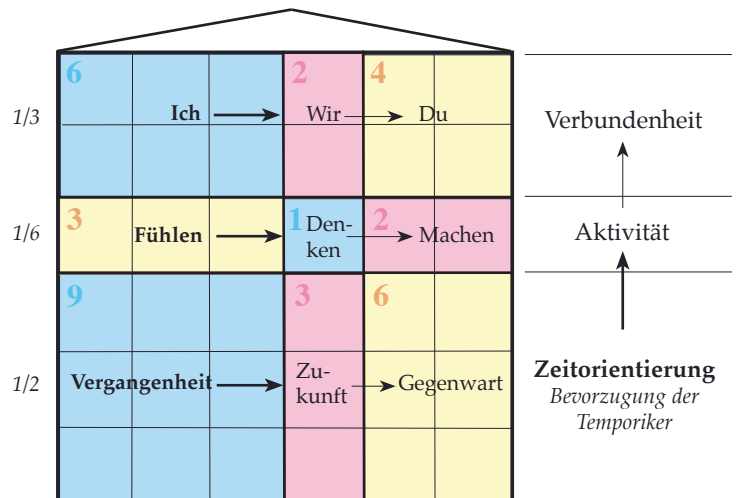 6 2 4
1/3 Ich Wir Du Verbundenheit
3 1 2
1/6 Fühlen Den-
ken Machen Aktivität
9 3 6
1/2 Vergangenheit Zu-
kunft Gegenwart
Zeitorientierung
Bevorzugung der
Temporiker